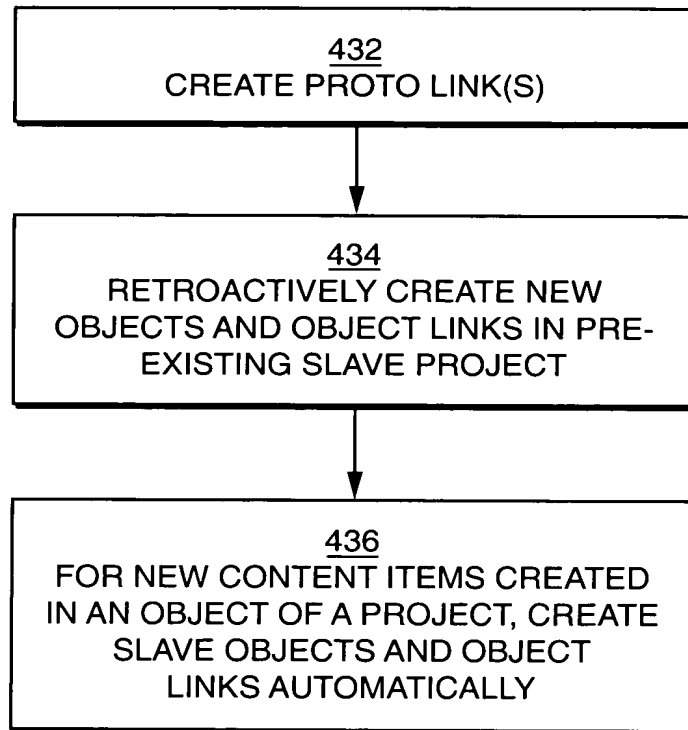 432
CREATE PROTO LINK(S)
434
RETROACTIVELY CREATE NEW
OBJECTS AND OBJECT LINKS IN PRE-
EXISTING SLAVE PROJECT
436
FOR NEW CONTENT ITEMS CREATED
IN AN OBJECT OF A PROJECT, CREATE
SLAVE OBJECTS AND OBJECT
LINKS AUTOMATICALLY